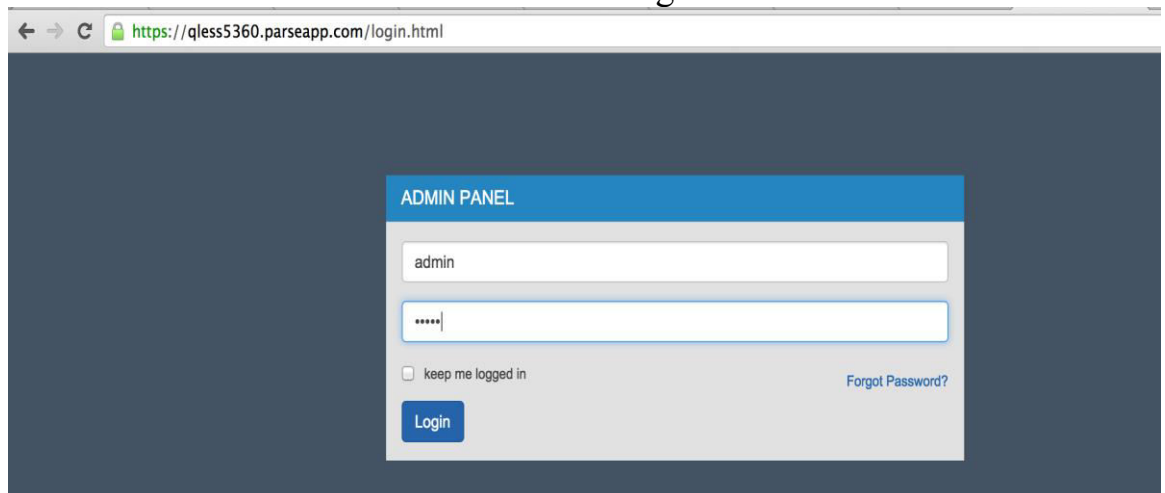 https://qless5360.parseapp.com/login.html
ADMIN PANEL
admin
•••••
keep me logged in
Forgot Password?
Login